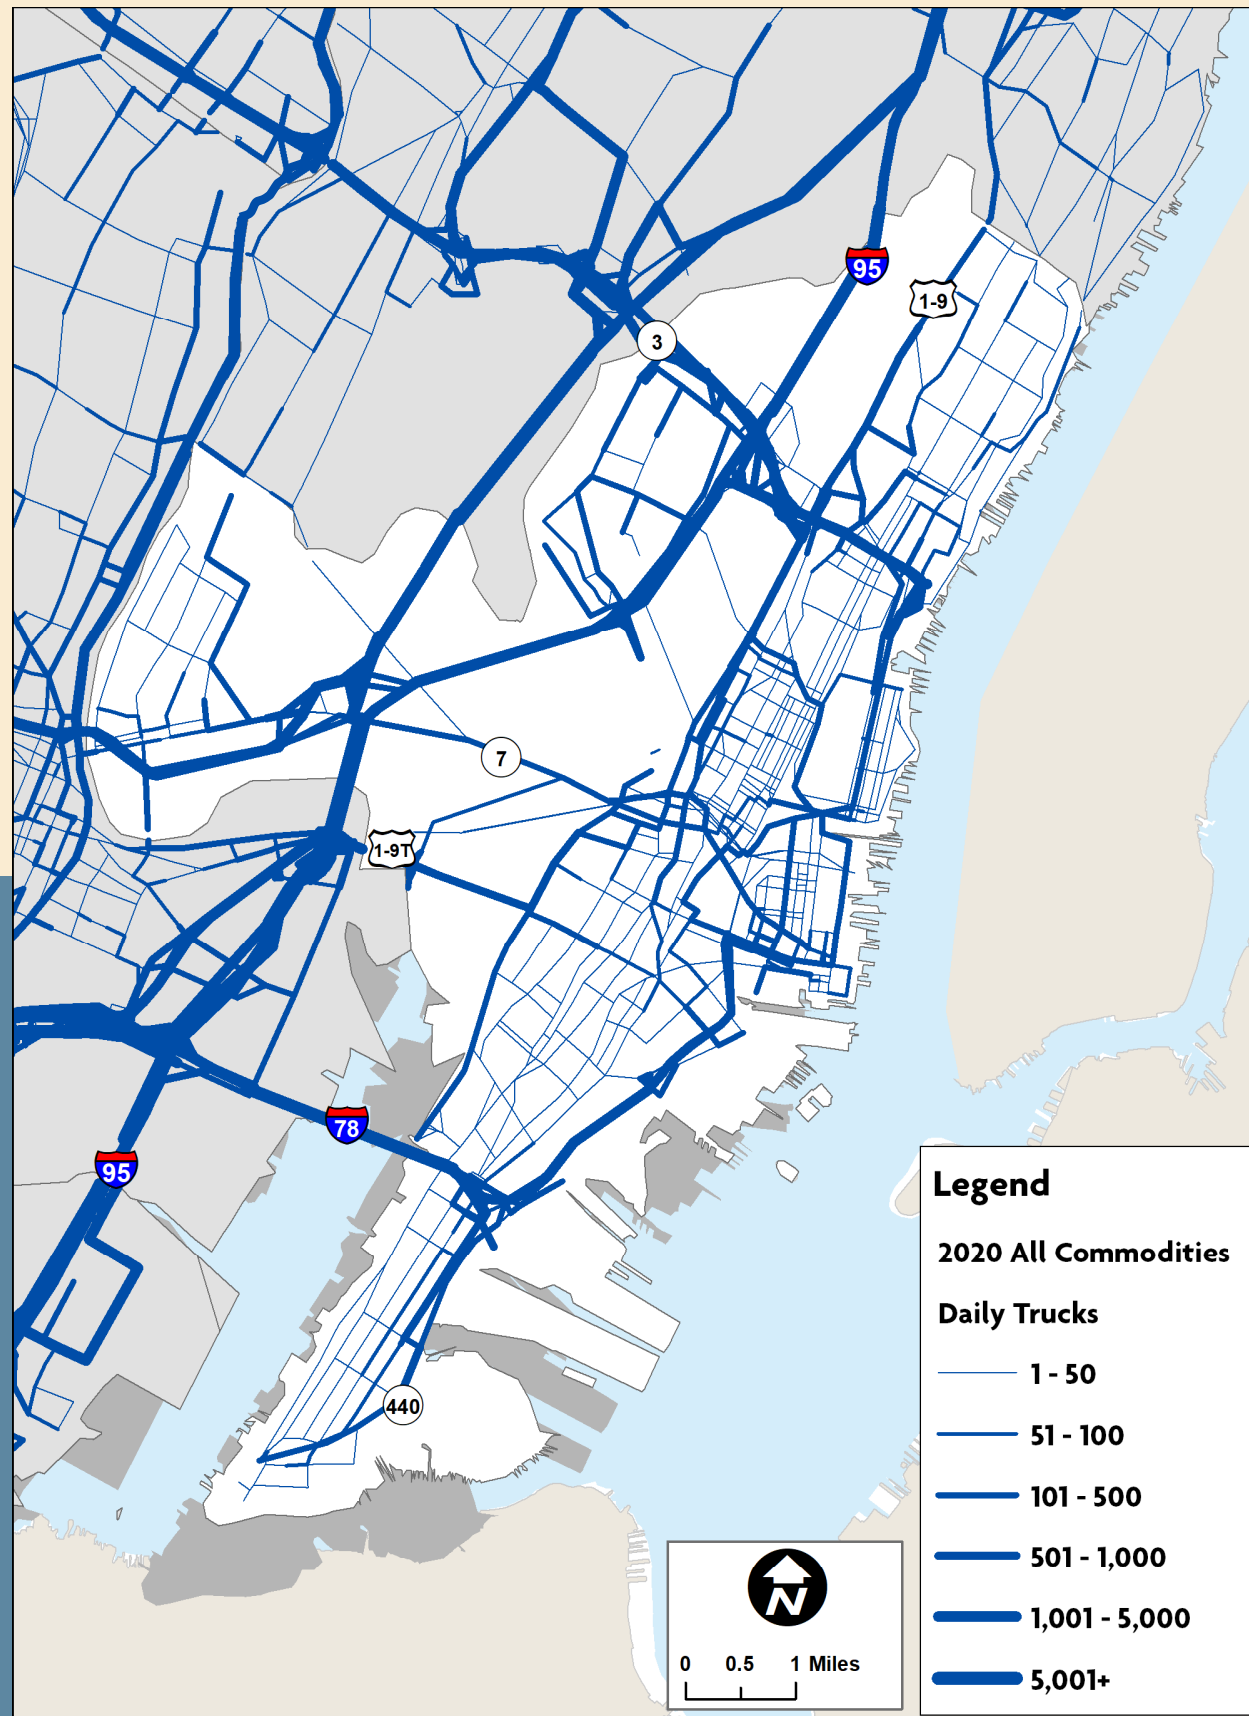 95
1-9
3
7
1-9T
78
95
440
Legend
2020 All Commodities
Daily Trucks
1 - 50
51 - 100
101 - 500
501 - 1,000
1,001 - 5,000
5,001+
N
0 0.5 1 Miles